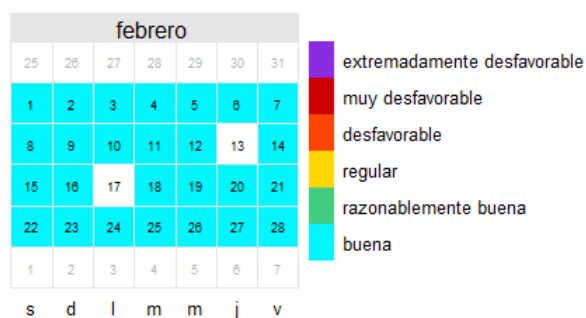 febrero
25 26 27 28 29 30 31
1 2 3 4 5 6 7
8 9 10 11 12 13 14
15 16 17 18 19 20 21
22 23 24 25 26 27 28
1 2 3 4 5 6 7
s d l m m j v
extremadamente desfavorable
muy desfavorable
desfavorable
regular
razonablemente buena
buena